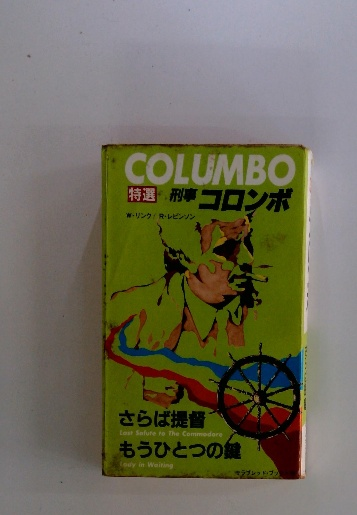 COLUMBO
特選 刑事コロンボ
W・リンク/R・レビンソン
さらば提督
Last Salute to The Commodore
もうひとつの鍵
Lady in Waiting